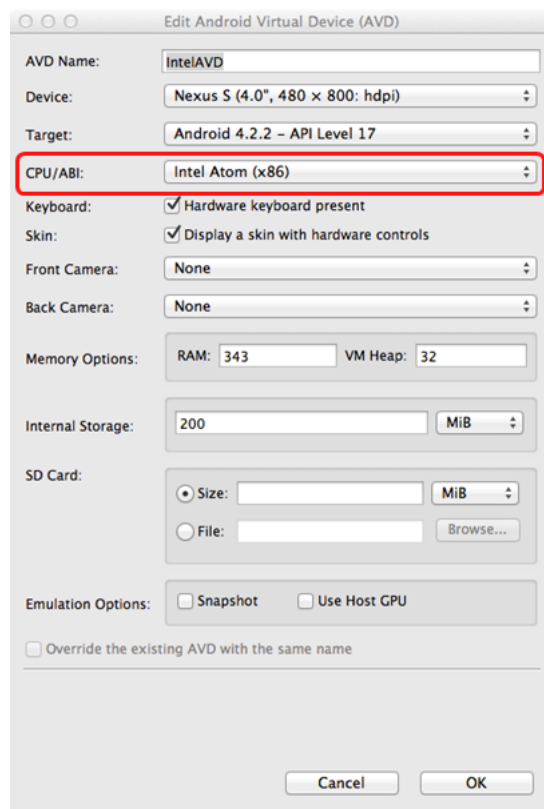 Edit Android Virtual Device (AVD)
AVD Name: IntelAVD
Device: Nexus S (4.0", 480 × 800: hdpi)
Target: Android 4.2.2 – API Level 17
CPU/ABI: Intel Atom (x86)
Keyboard: Hardware keyboard present
Skin: Display a skin with hardware controls
Front Camera: None
Back Camera: None
Memory Options: RAM: 343 VM Heap: 32
Internal Storage: 200 MiB
SD Card:
Size: MiB
File: Browse...
Emulation Options: Snapshot Use Host GPU
Override the existing AVD with the same name
Cancel OK